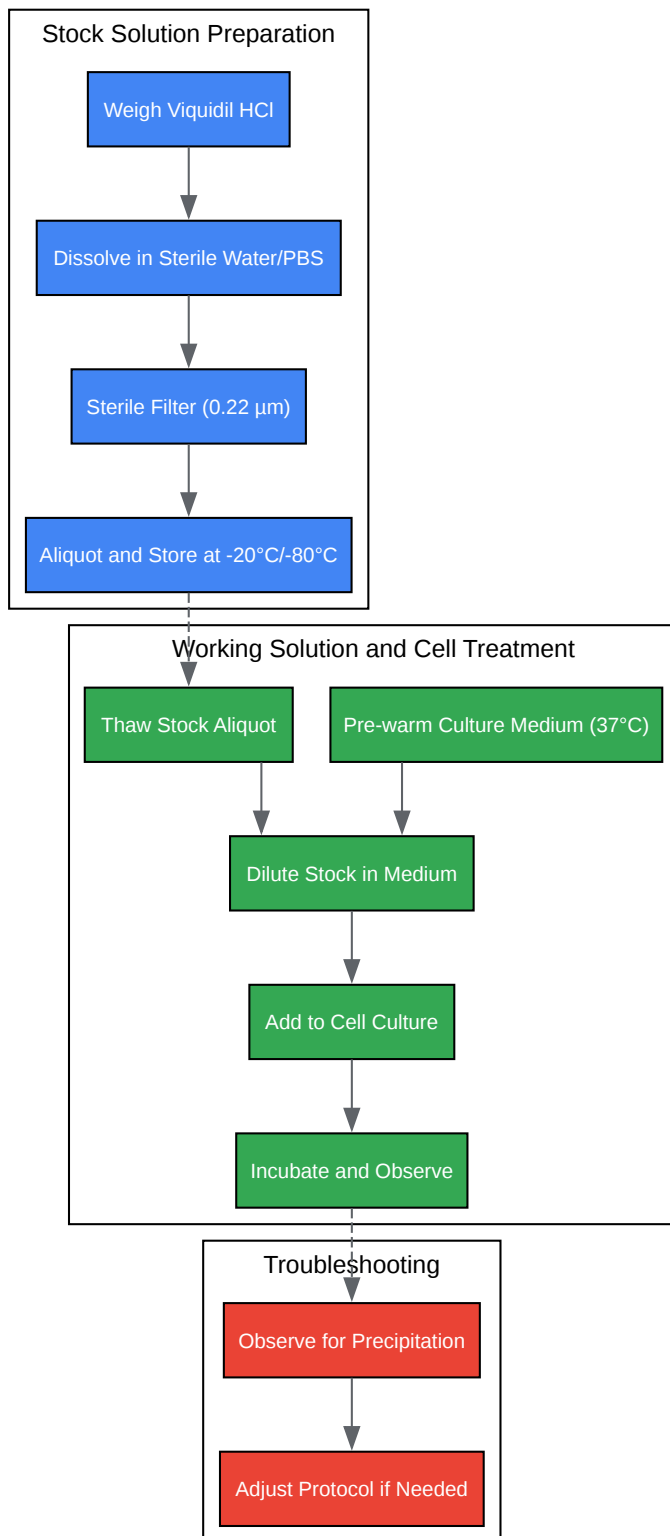 Stock Solution Preparation
Weigh Viquidil HCl
Dissolve in Sterile Water/PBS
Sterile Filter (0.22 µm)
Aliquot and Store at -20°C/-80°C
Working Solution and Cell Treatment
Thaw Stock Aliquot
Pre-warm Culture Medium (37°C)
Dilute Stock in Medium
Add to Cell Culture
Incubate and Observe
Troubleshooting
Observe for Precipitation
Adjust Protocol if Needed